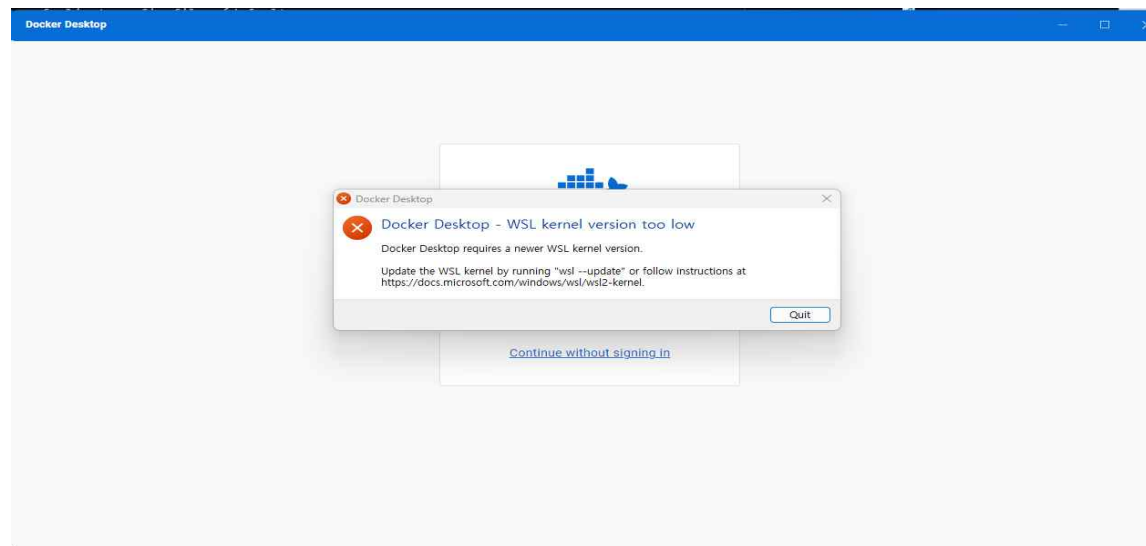 Docker Desktop
Docker Desktop
Docker Desktop - WSL kernel version too low
Docker Desktop requires a newer WSL kernel version.
Update the WSL kernel by running "wsl --update" or follow instructions at
https://docs.microsoft.com/windows/wsl/wsl2-kernel.
Quit
Continue without signing in